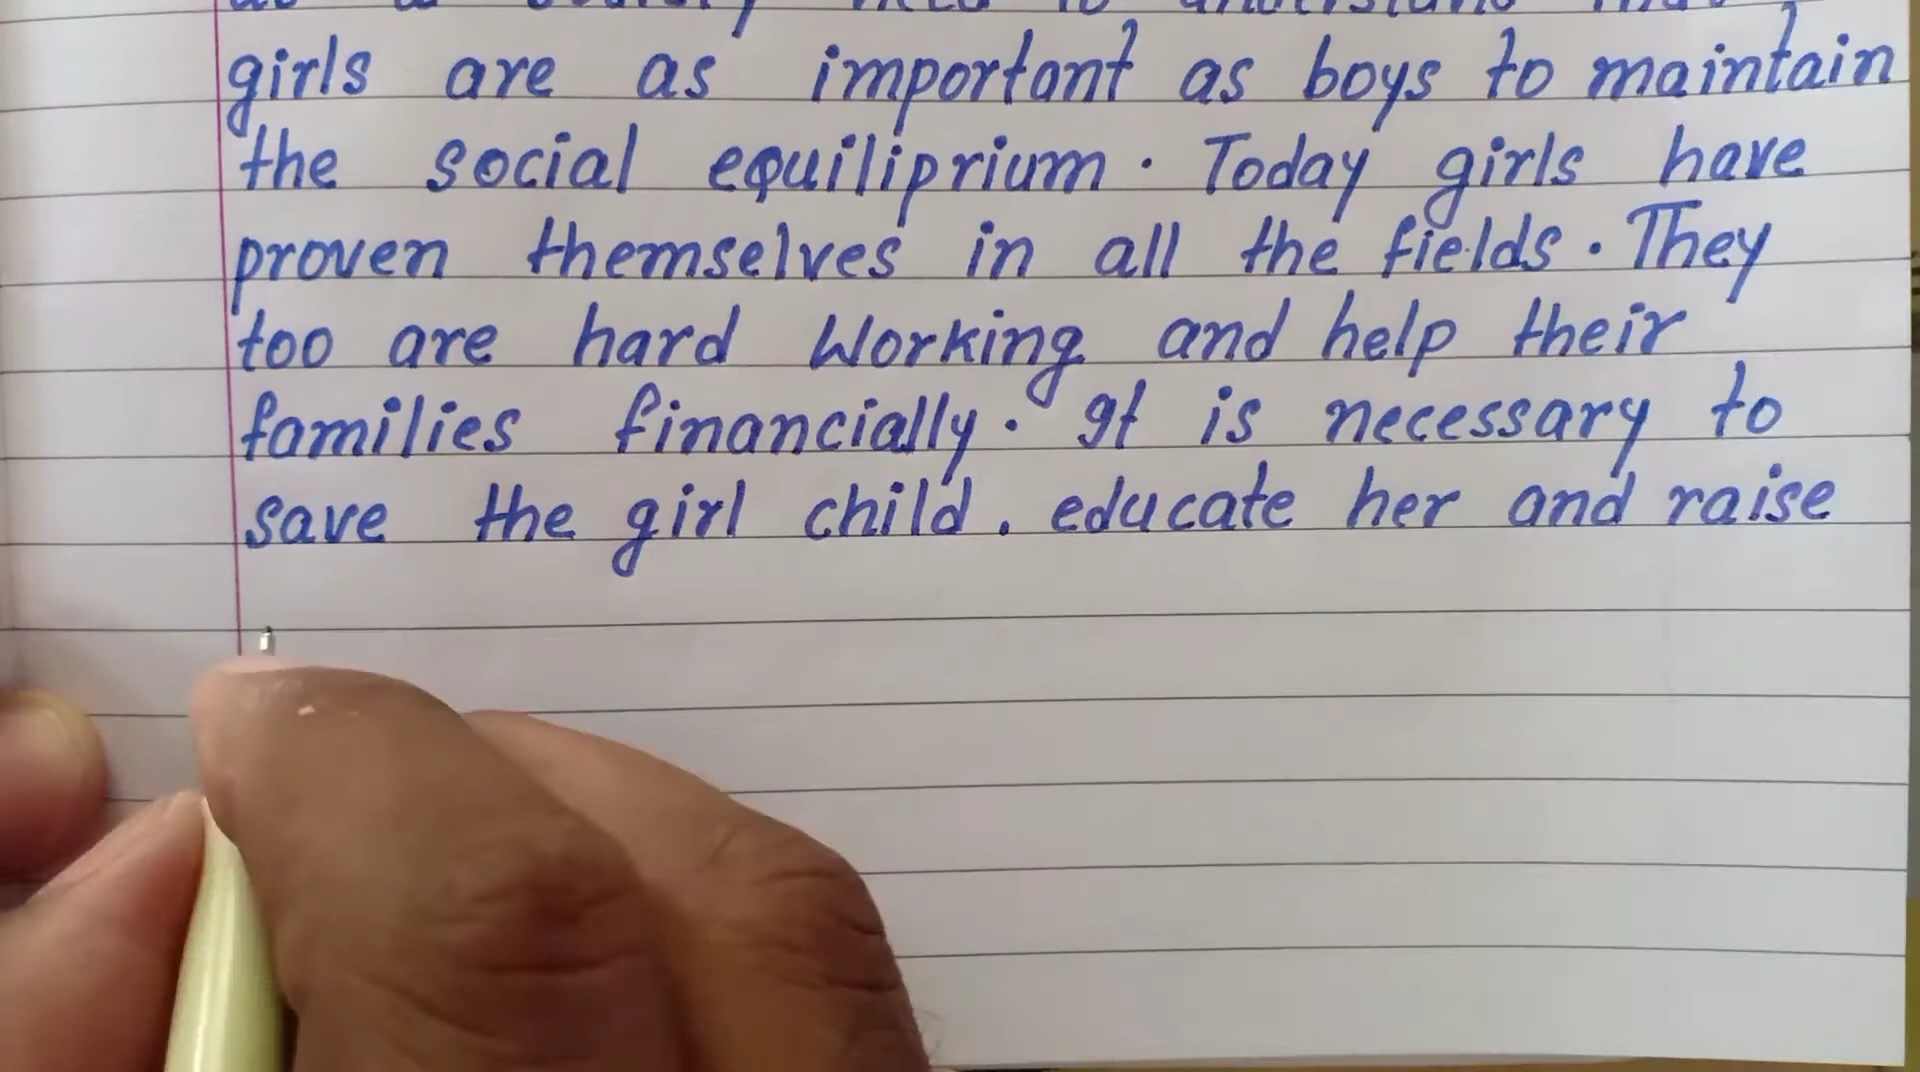 to understand
girls are as important as boys to maintain
the social equiliprium. Today girls have
proven themselves in all the fields. They
too are hard Working and help their
families financially. It is necessary to
save the girl child. educate her and raise